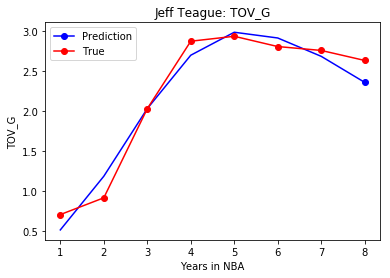 Jeff Teague: TOV_G
Prediction
True
TOV_G
3.0
2.5
2.0
1.5
1.0
0.5
1 2 3 4 5 6 7 8
Years in NBA